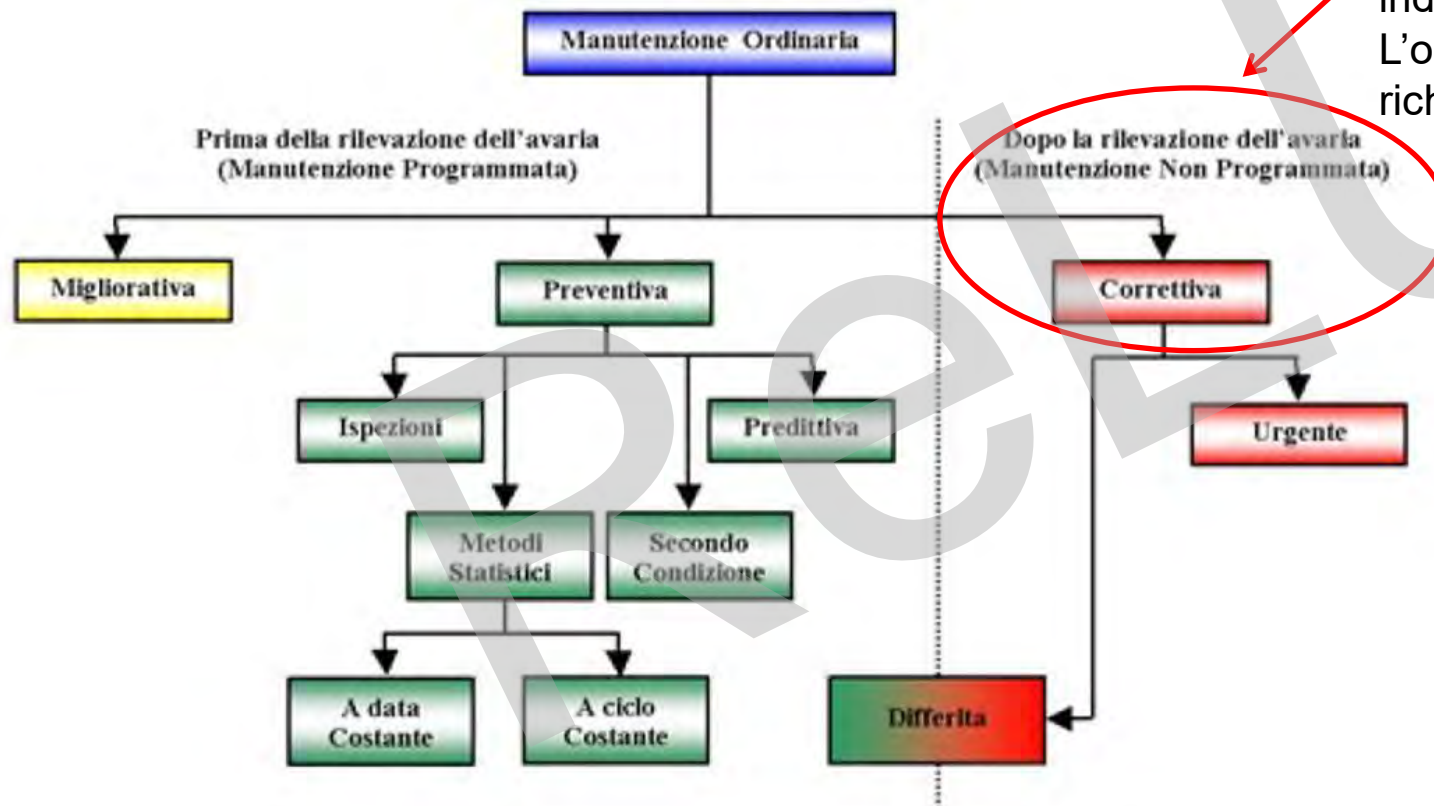 Manutenzione Ordinaria
L'o
Prima della rilevazione dell'avaria
(Manutenzione Programmata)
Dopo la rilevazione dell'avaria
(Manutenzione Non Programmata)
Migliorativa
Preventiva
Correttiva
Ispezioni
Predittiva
Urgente
Metodi
Statistici
Secondo
Condizione
A data
Costante
A ciclo
Costante
Differita
ReL